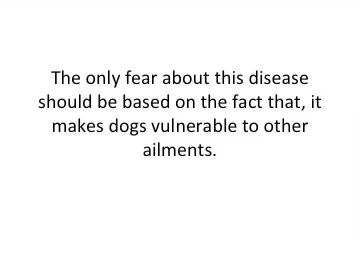 The only fear about this disease
should be based on the fact that, it
makes dogs vulnerable to other
ailments.